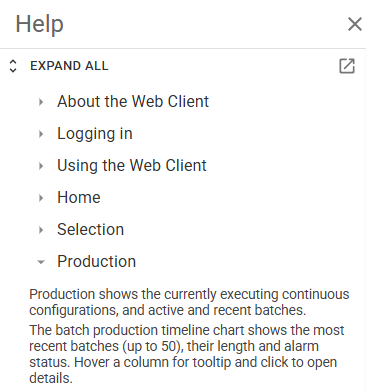 Help
EXPAND ALL
About the Web Client
Logging in
Using the Web Client
Home
Selection
Production
Production shows the currently executing continuous
configurations, and active and recent batches.
The batch production timeline chart shows the most
recent batches (up to 50), their length and alarm
status. Hover a column for tooltip and click to open
details.